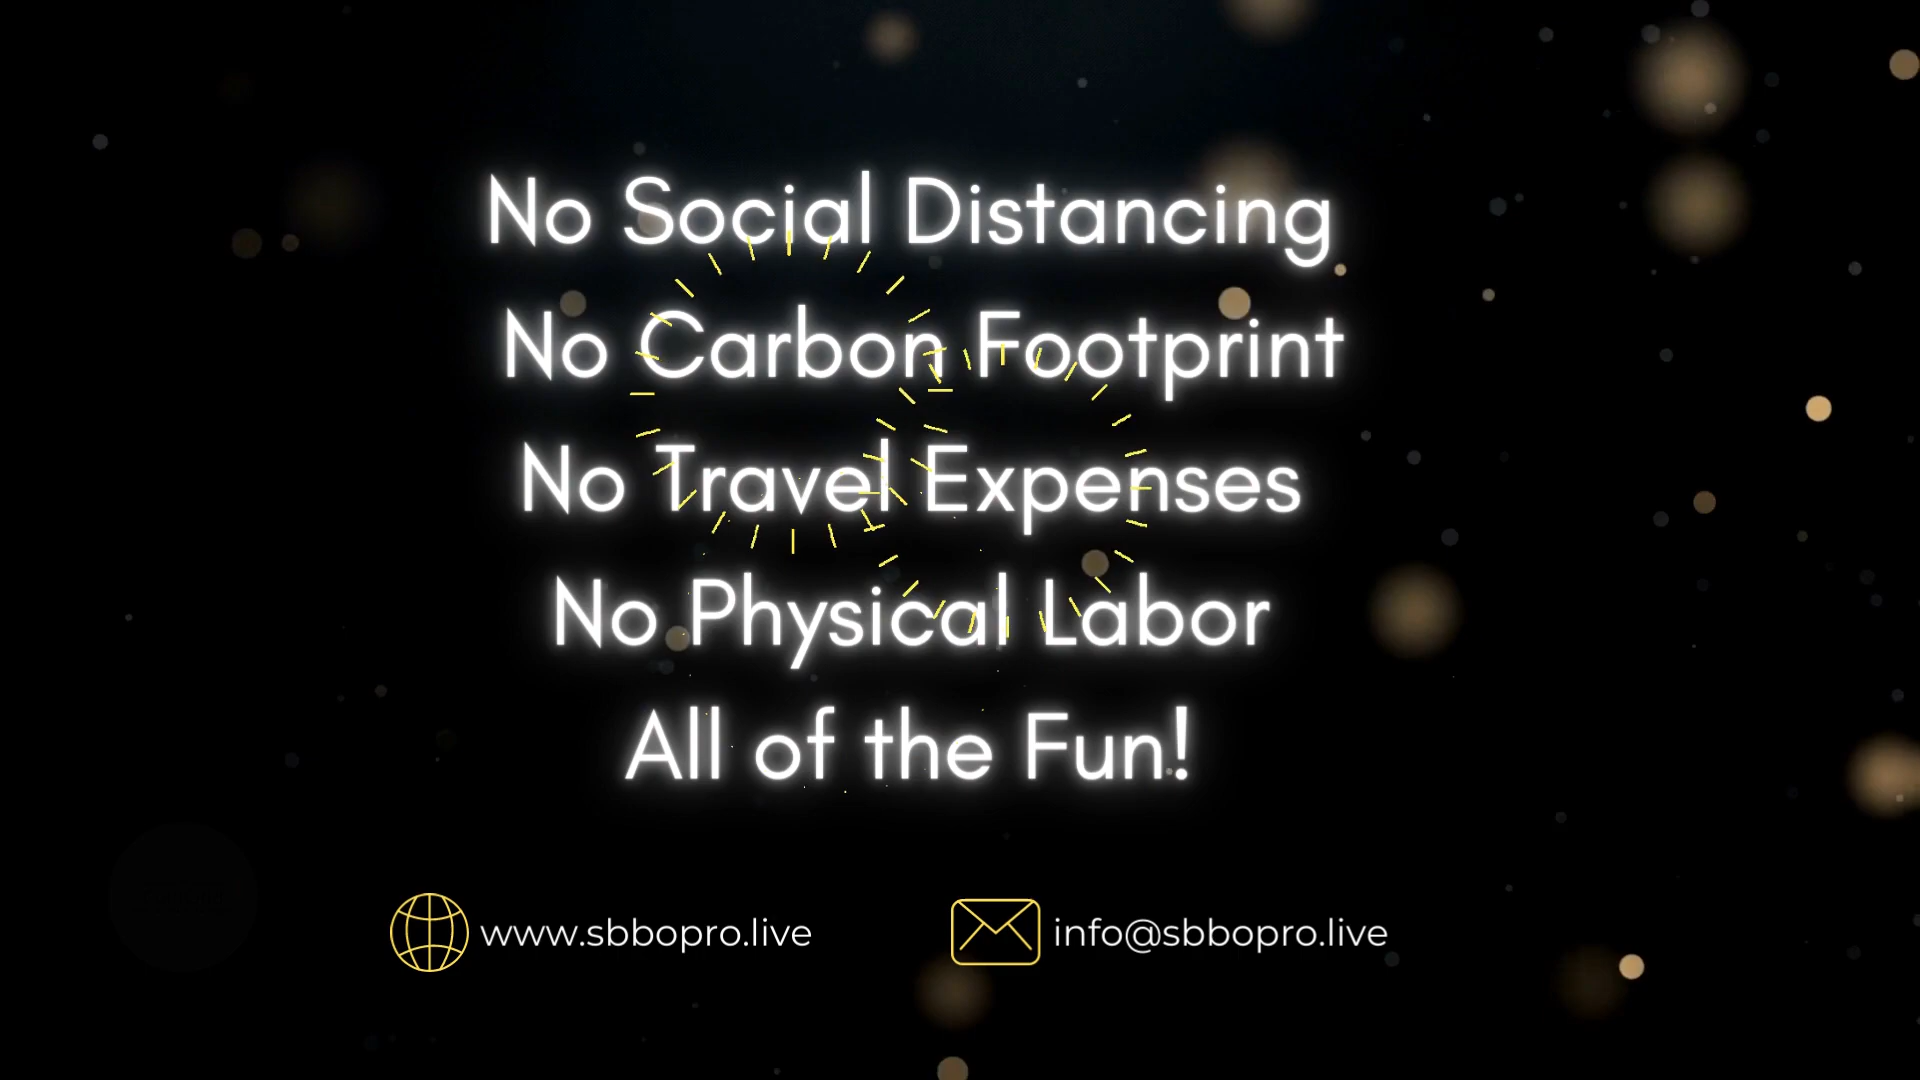 No Social Distancing
No Carbon Footprint
No Travel Expenses
No Physical Labor
All of the Fun!
www.sbbopro.live
info@sbbopro.live